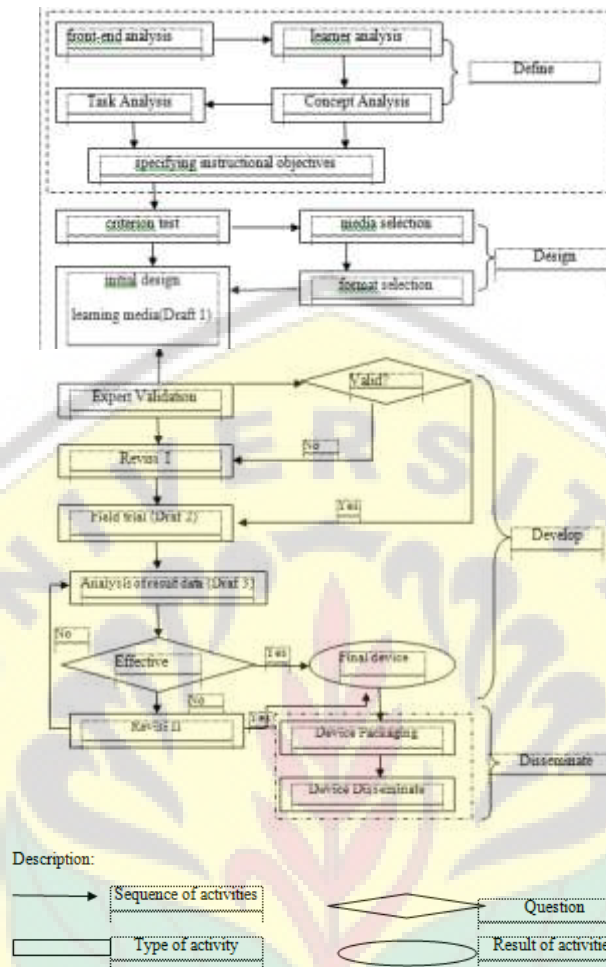 front-end analysis
learner analysis
Define
Task Analysis
Concept Analysis
specifying instructional objectives
criterion test
media selection
Design
initial design
format selection
learning media(Draft 1)
Valid?
Expert Validation
No
Revisi I
Yes
Field trial (Draf 2)
Develop
Analysis of result data (Draf 3)
No
Effective
Yes
Final device
No
Yes
Revisi II
Device Packaging
Disseminate
Device Disseminate
Description:
Sequence of activities
Question
Type of activity
Result of activitie
UNIVERSIT